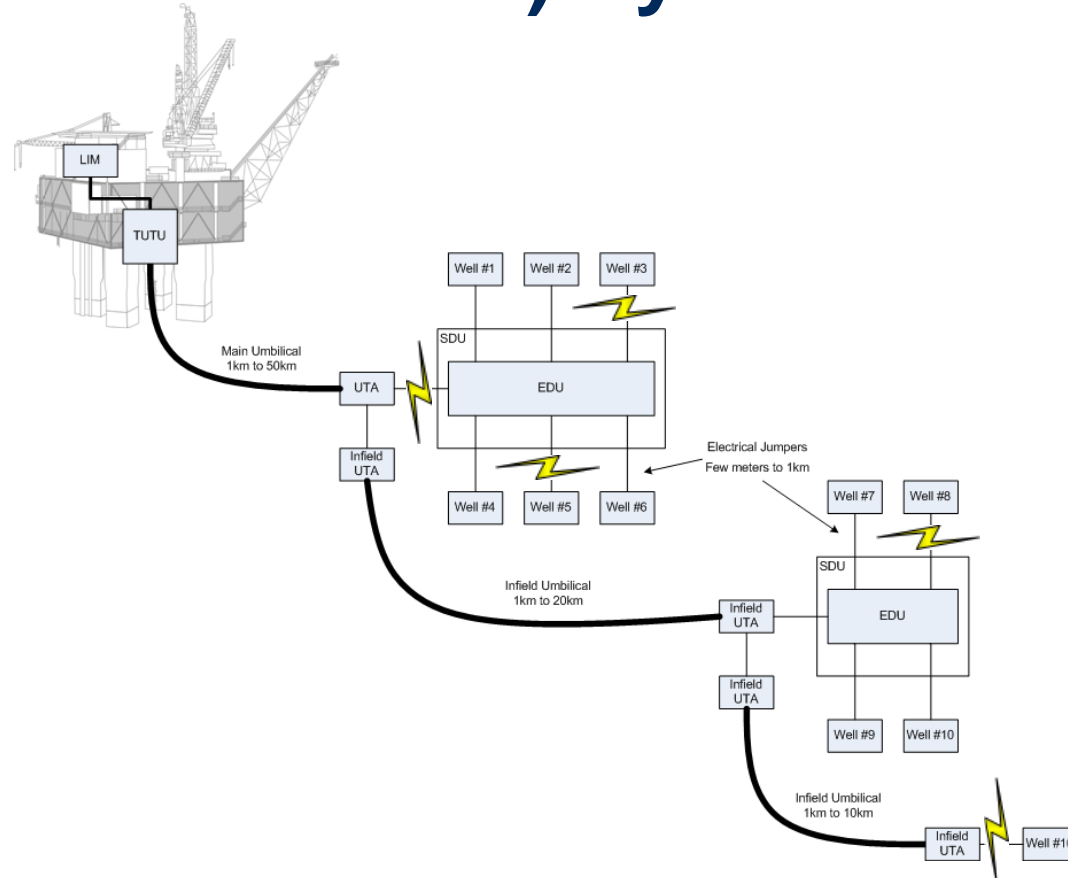 LIM
TUTU
Well #1
Well #2
Well #3
SDU
EDU
Main Umbilical
1km to 50km
UTA
Infield
UTA
Well #4
Well #5
Well #6
Electrical Jumpers
Few meters to 1km
Well #7
Well #8
SDU
EDU
Infield Umbilical
1km to 20km
Infield
UTA
Infield
UTA
Well #9
Well #10
Infield Umbilical
1km to 10km
Infield
UTA
Well #10